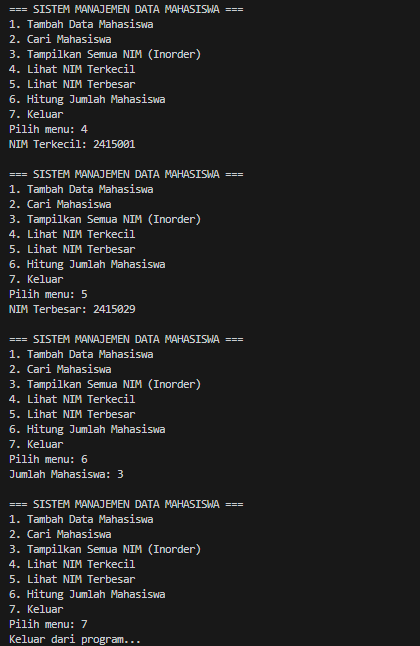 === SISTEM MANAJEMEN DATA MAHASISWA ===
1. Tambah Data Mahasiswa
2. Cari Mahasiswa
3. Tampilkan Semua NIM (Inorder)
4. Lihat NIM Terkecil
5. Lihat NIM Terbesar
6. Hitung Jumlah Mahasiswa
7. Keluar
Pilih menu: 4
NIM Terkecil: 2415001

=== SISTEM MANAJEMEN DATA MAHASISWA ===
1. Tambah Data Mahasiswa
2. Cari Mahasiswa
3. Tampilkan Semua NIM (Inorder)
4. Lihat NIM Terkecil
5. Lihat NIM Terbesar
6. Hitung Jumlah Mahasiswa
7. Keluar
Pilih menu: 5
NIM Terbesar: 2415029

=== SISTEM MANAJEMEN DATA MAHASISWA ===
1. Tambah Data Mahasiswa
2. Cari Mahasiswa
3. Tampilkan Semua NIM (Inorder)
4. Lihat NIM Terkecil
5. Lihat NIM Terbesar
6. Hitung Jumlah Mahasiswa
7. Keluar
Pilih menu: 6
Jumlah Mahasiswa: 3

=== SISTEM MANAJEMEN DATA MAHASISWA ===
1. Tambah Data Mahasiswa
2. Cari Mahasiswa
3. Tampilkan Semua NIM (Inorder)
4. Lihat NIM Terkecil
5. Lihat NIM Terbesar
6. Hitung Jumlah Mahasiswa
7. Keluar
Pilih menu: 7
Keluar dari program...